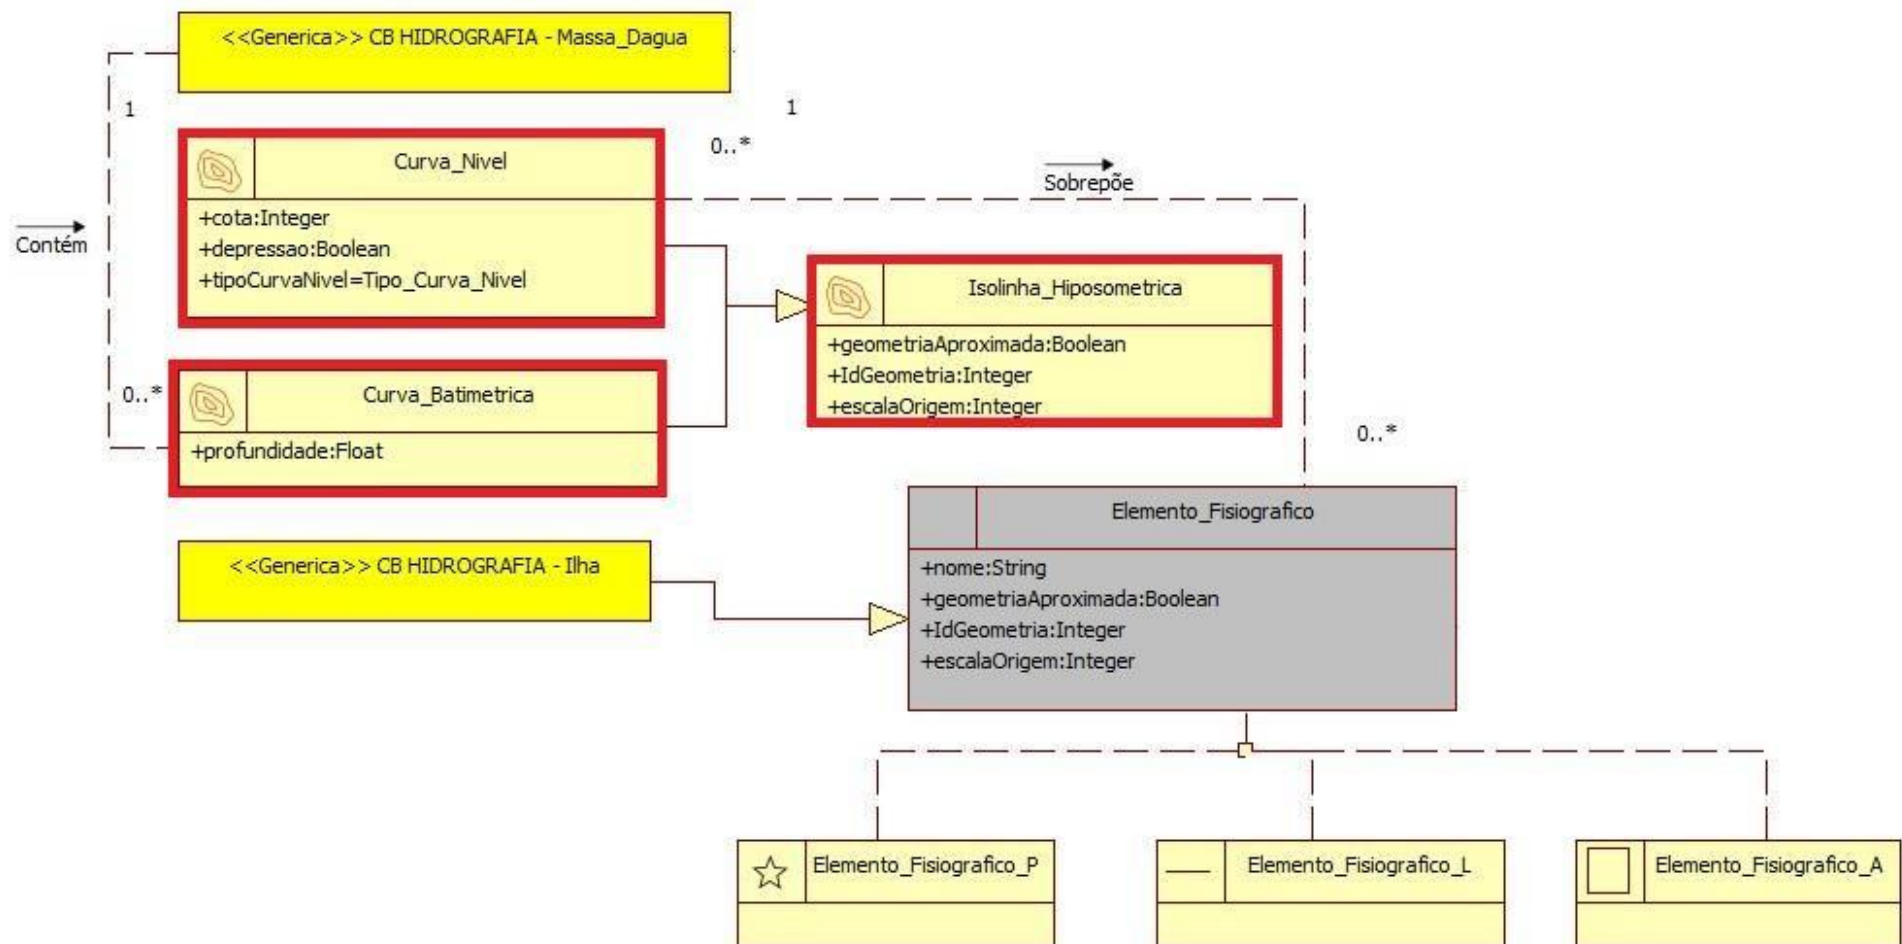 <<Generica>> CB HIDROGRAFIA - Massa_Dagua
1
1
0..*
Curva_Nivel
+cota:Integer
+depressao:Boolean
+tipoCurvaNivel=Tipo_Curva_Nivel
Sobrepõe
Contém
Isolinha_Hiposometrica
+geometriaAproximada:Boolean
+IdGeometria:Integer
+escalaOrigem:Integer
0..*
Curva_Batimetrica
+profundidade:Float
0..*
Elemento_Fisiografico
+nome:String
+geometriaAproximada:Boolean
+IdGeometria:Integer
+escalaOrigem:Integer
<<Generica>> CB HIDROGRAFIA - Ilha
Elemento_Fisiografico_P
Elemento_Fisiografico_L
Elemento_Fisiografico_A